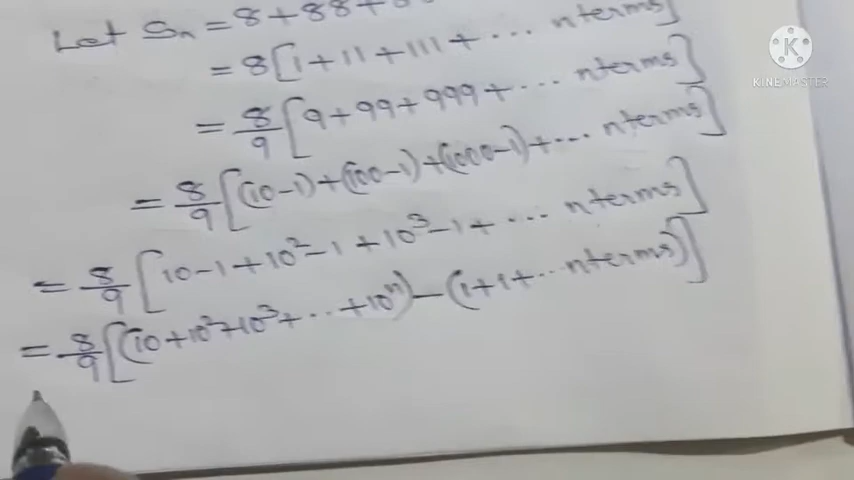 Let Sn = 8+88+
= 8[1+11+111+ ... n terms]
= 8/9 [9+99+999+ ... n terms]
= 8/9 [(10-1)+(100-1)+(1000-1)+ ... n terms]
= 8/9 [10-1+10²-1+10³-1+ ... n terms]
= 8/9 [(10+10²+10³+ ... +10ⁿ)-(1+1+ ... n terms)]
K
KINEMASTER